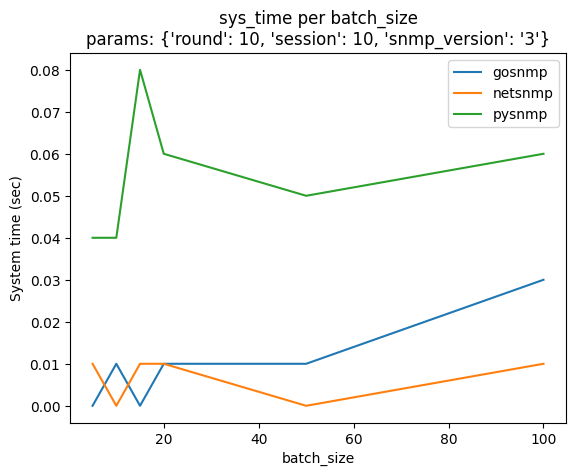 sys_time per batch_size
params: {'round': 10, 'session': 10, 'snmp_version': '3'}
gosnmp
netsnmp
pysnmp
System time (sec)
0.08
0.07
0.06
0.05
0.04
0.03
0.02
0.01
0.00
20
40
60
80
100
batch_size